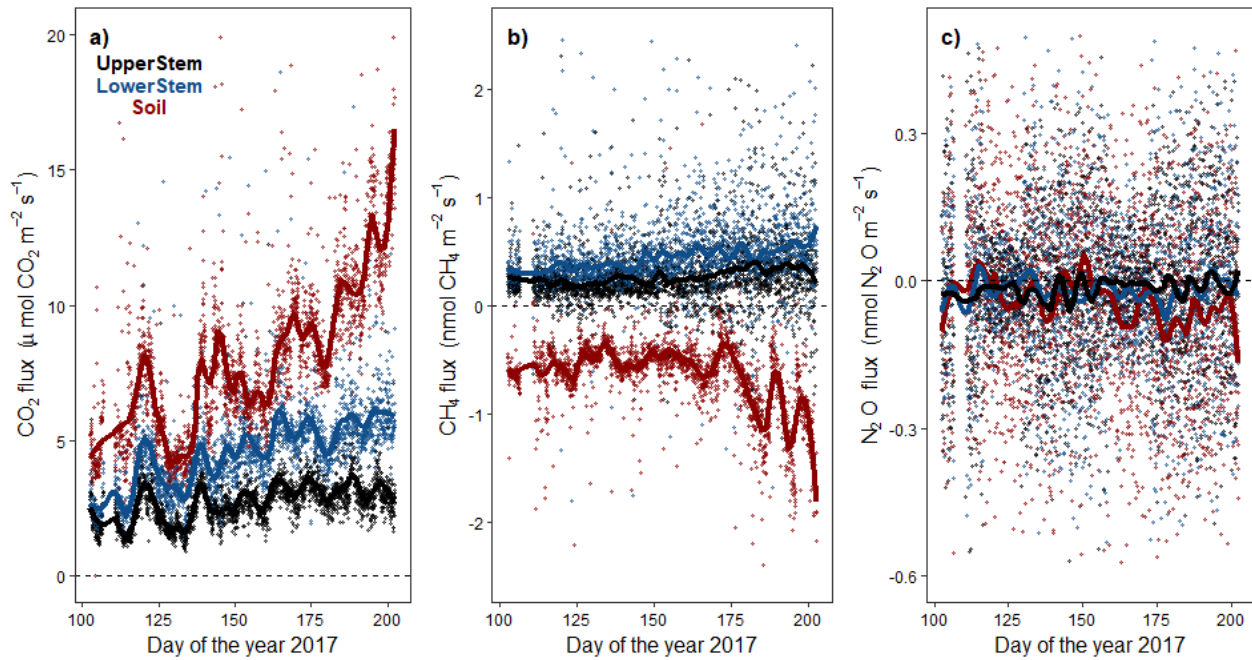 a)
UpperStem
LowerStem
Soil
CO₂ flux (μ mol CO₂ m⁻² s⁻¹)
20
15
10
5
0
100 125 150 175 200
Day of the year 2017
b)
CH₄ flux (nmol CH₄ m⁻² s⁻¹)
2
1
0
-1
-2
100 125 150 175 200
Day of the year 2017
c)
N₂ O flux (nmol N₂ O m⁻² s⁻¹)
0.3
0.0
-0.3
-0.6
100 125 150 175 200
Day of the year 2017